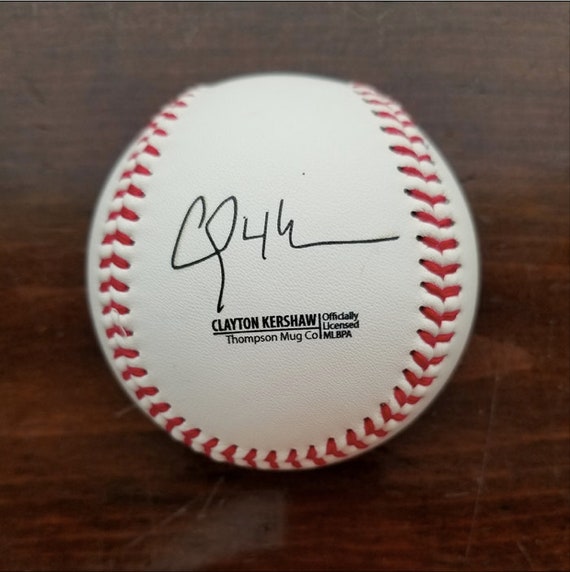 CLAYTON KERSHAW
Thompson Mug Co
Officially
Licensed
MLBPA